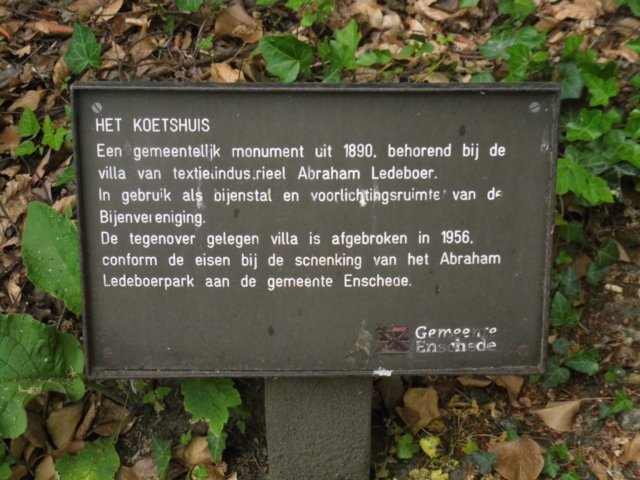 HET KOETSHUIS
Een gemeentelijk monument uit 1890, behorend bij de
villa van textielindustrieel Abraham Ledeboer.
In gebruik als bijenstal en voorlichtingsruimte van de
Bijenvereniging.
De tegenover gelegen villa is afgebroken in 1956,
conform de eisen bij de schenking van het Abraham
Ledeboerpark aan de gemeente Enschede.
Gemeente
Enschede